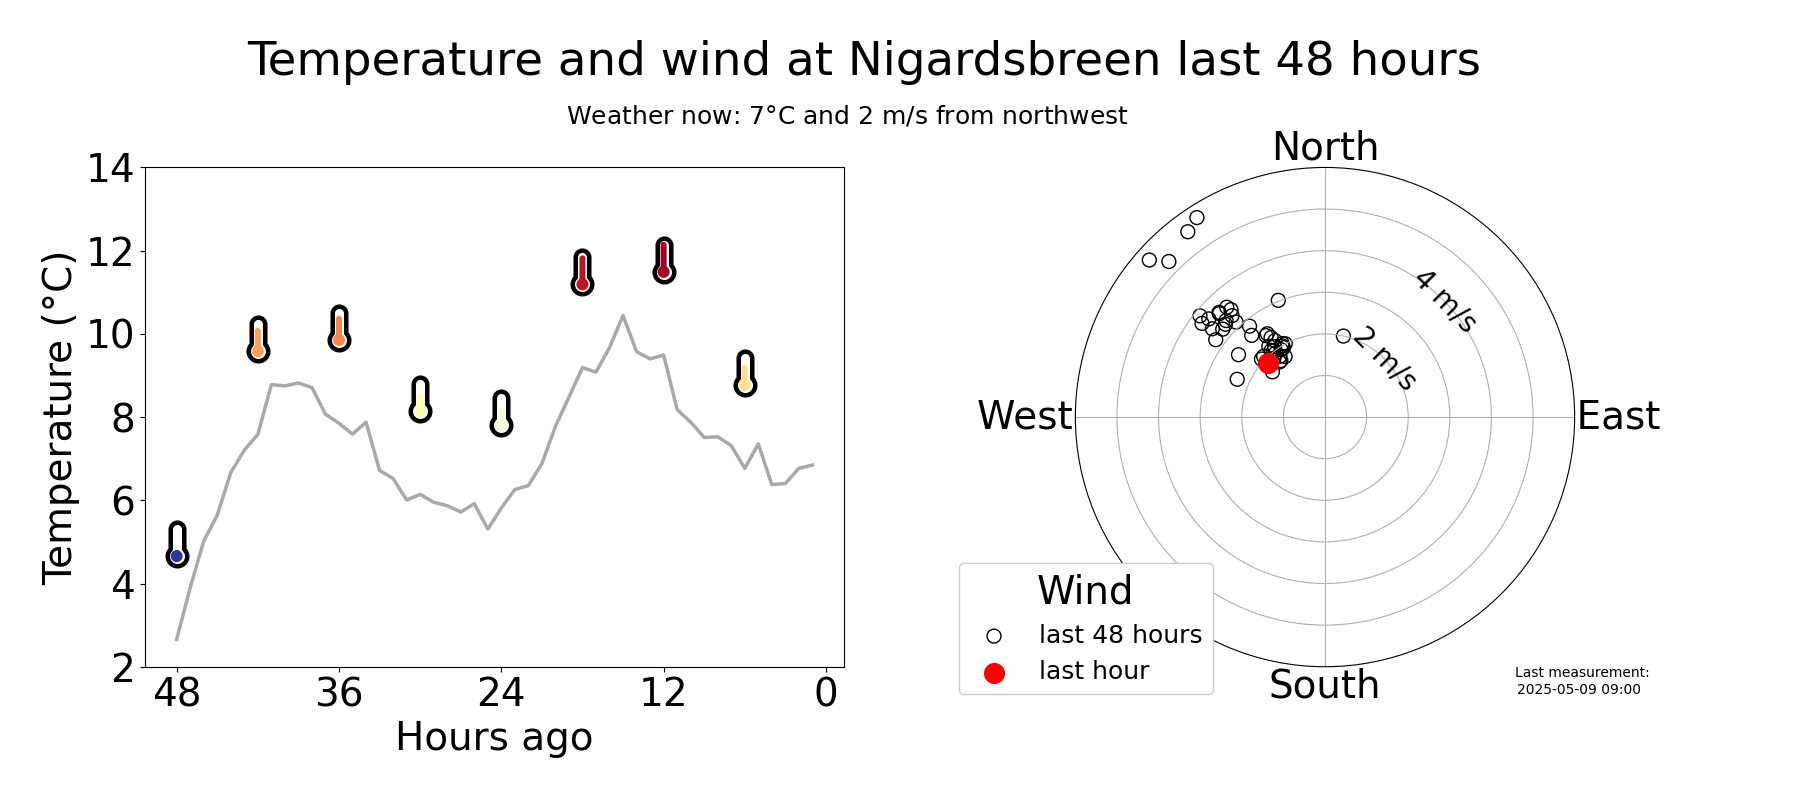 Temperature and wind at Nigardsbreen last 48 hours
Weather now: 7°C and 2 m/s from northwest
Temperature (°C)
14
12
10
8
6
4
2
48
36
24
12
0
Hours ago
North
4 m/s
2 m/s
West
East
South
Wind
last 48 hours
last hour
Last measurement:
2025-05-09 09:00